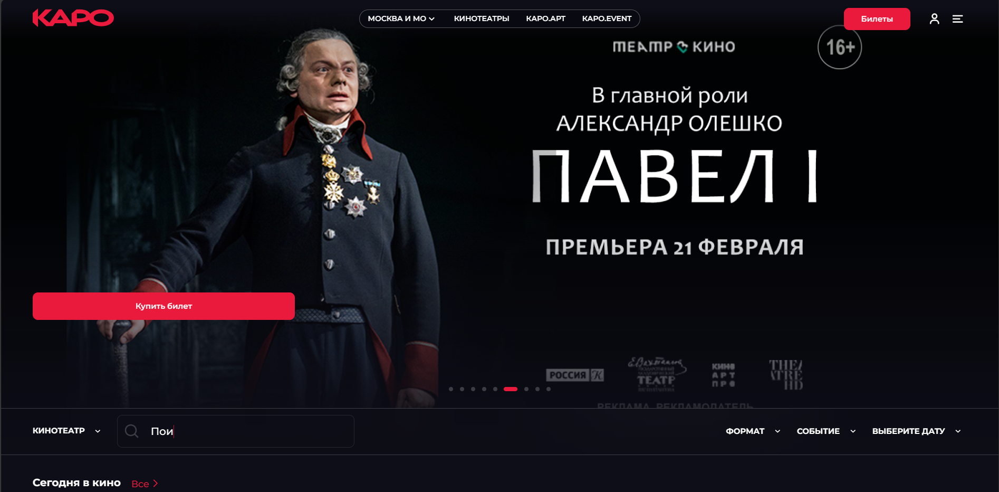 КАРО
МОСКВА И МО
КИНОТЕАТРЫ
КАРО.АРТ
КАРО.EVENT
Билеты
ТЕАТР КИНО
16+
В главной роли
АЛЕКСАНДР ОЛЕШКО
ПАВЕЛ I
ПРЕМЬЕРА 21 ФЕВРАЛЯ
Купить билет
РОССИЯ К
ТЕАТР
КИНО
АРТ
ПРО
THEA
ATRE
HD
РЕКЛАМА. РЕКЛАМОДАТЕЛЬ
КИНОТЕАТР
Пои
ФОРМАТ
СОБЫТИЕ
ВЫБЕРИТЕ ДАТУ
Сегодня в кино
Все